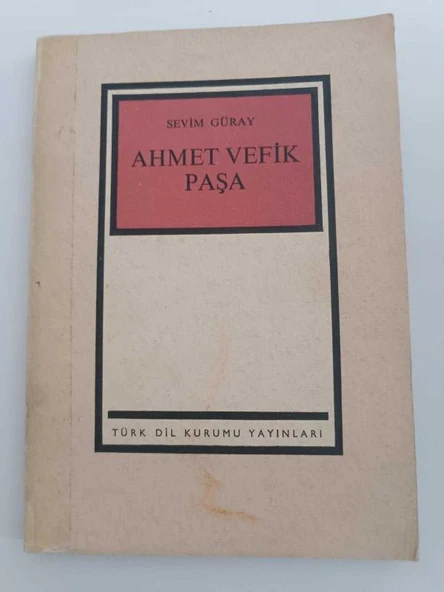 SEVİM GÜRAY
AHMET VEFİK
PAŞA
TÜRK DİL KURUMU YAYINLARI